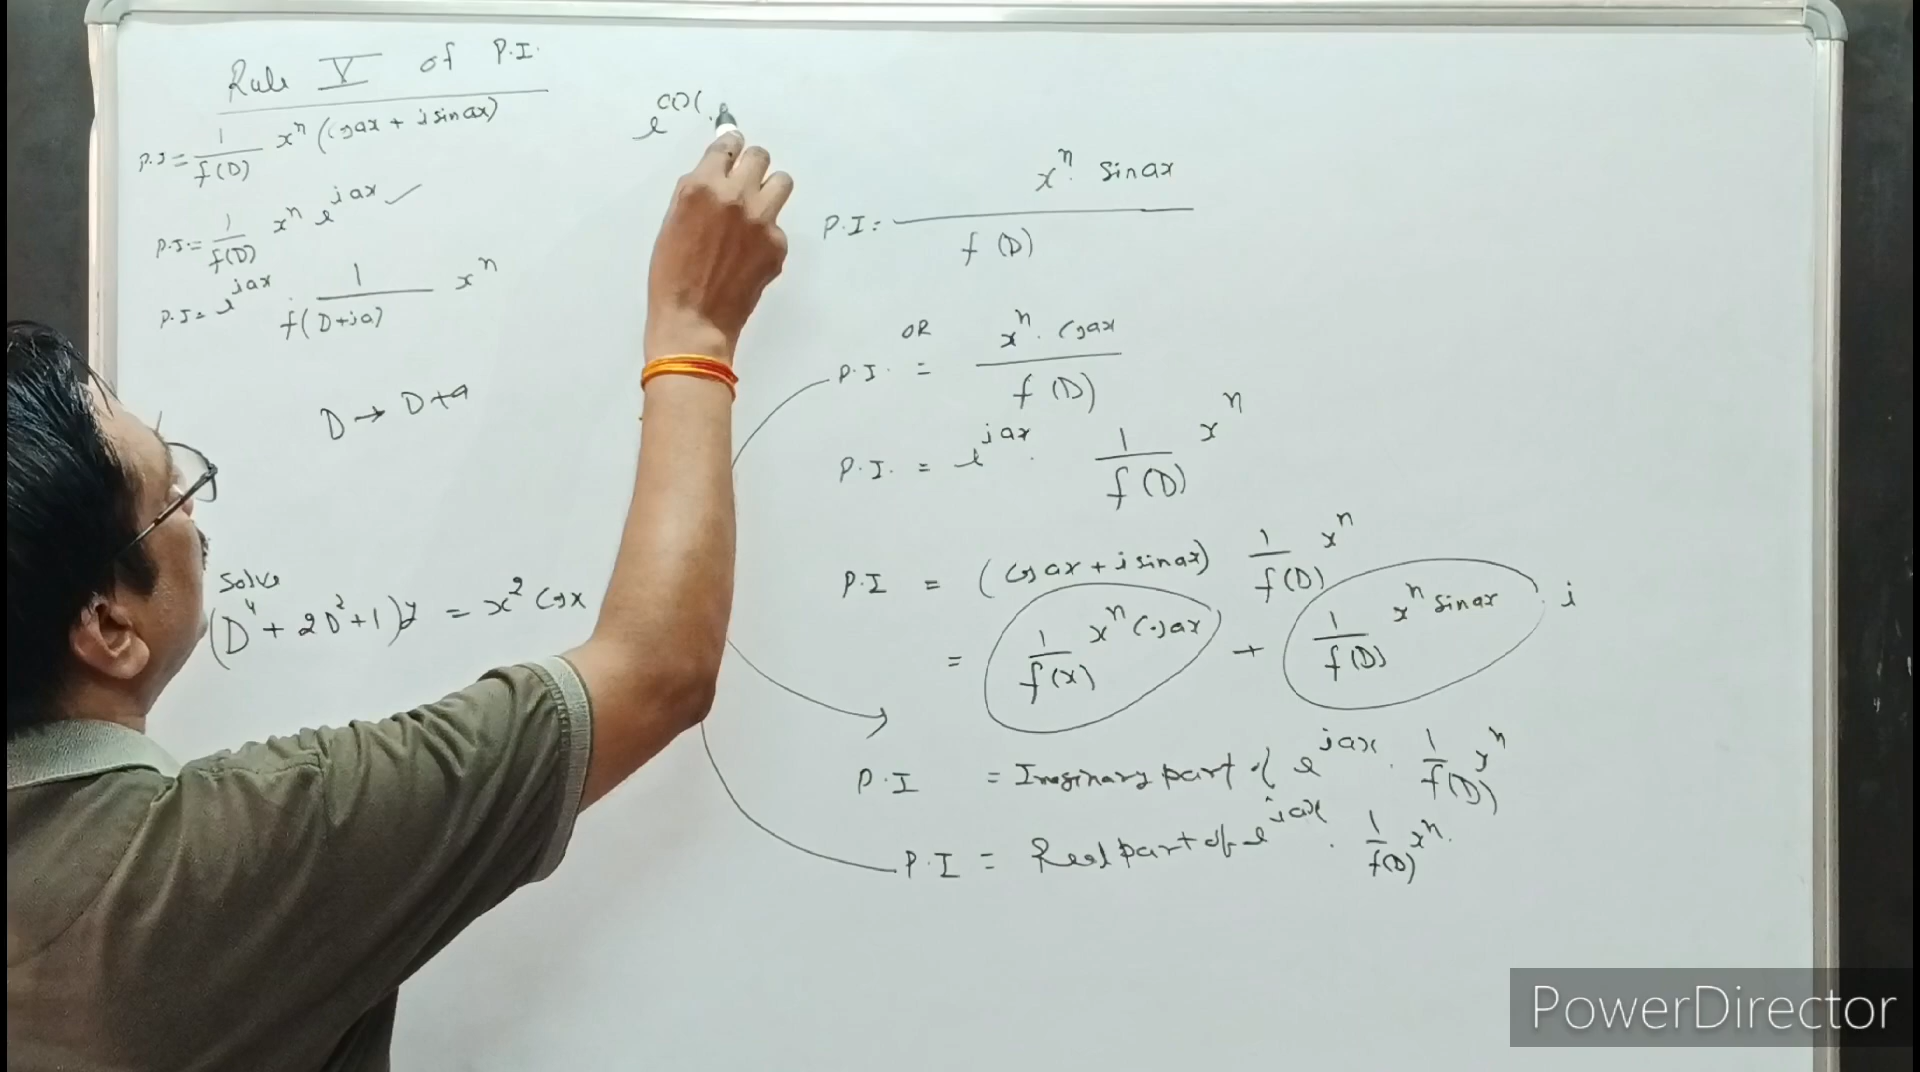 Rule V of P.I.
P.I = 1/f(D) x^n (cos ax + i sin ax)
P.I. = 1/f(D) x^n e^iax ✓
P.I. = e^iax . 1/f(D+ia) x^n
D → D+a
Solve
(D^4 + 2D^2 + 1)y = x^2 cos x
e^ax .
P.I = x^n . sin ax / f(D)
OR
P.I. = x^n . cos ax / f(D)
P.I. = e^iax . 1/f(D) x^n
P.I = (cos ax + i sin ax) 1/f(D) x^n
= 1/f(x) x^n cos ax + 1/f(D) x^n sin ax . i
P.I = Imaginary part of e^iax . 1/f(D) x^n
P.I = Real part of e^iax . 1/f(D) x^n.
PowerDirector